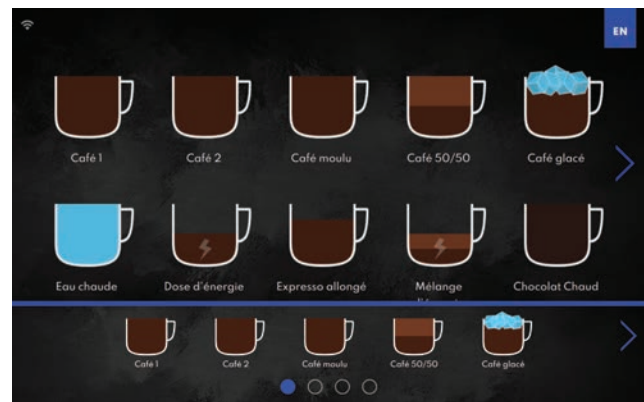 EN
Café 1
Café 2
Café moulu
Café 50/50
Café glacé
Eau chaude
Dose d'énergie
Expresso allongé
Mélange
Chocolat Chaud
Café 1
Café 2
Café moulu
Café 50/50
Café glacé